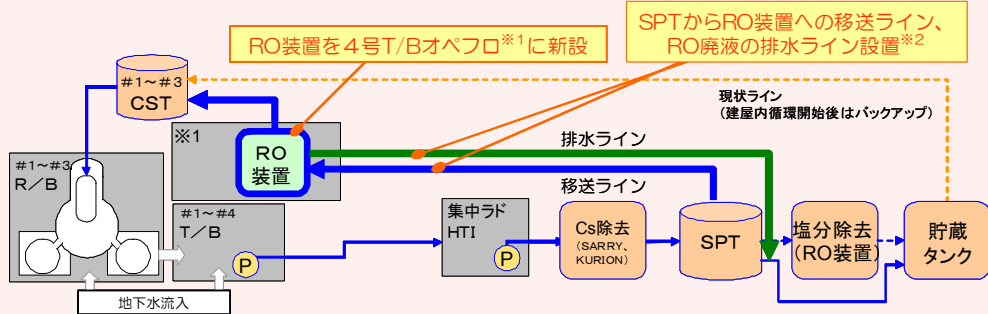 RO装置を4号T/Bオペフロ※1に新設
SPTからRO装置への移送ライン、
RO廃液の排水ライン設置※2
#1~#3
CST
現状ライン
(建屋内循環開始後はバックアップ)
※1
RO
装置
排水ライン
移送ライン
#1~#3
R/B
#1~#4
T/B
P
集中ラド
HTI
P
Cs除去
(SARRY、
KURION)
SPT
塩分除去
(RO装置)
貯蔵
タンク
地下水流入